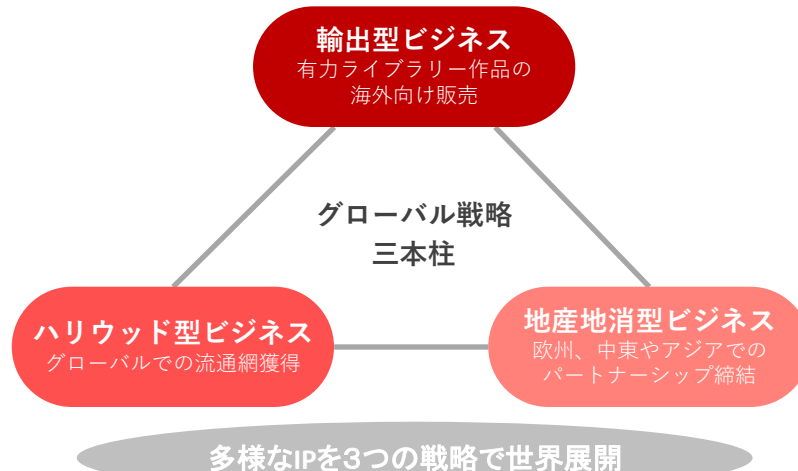 輸出型ビジネス
有力ライブラリー作品の
海外向け販売
グローバル戦略
三本柱
ハリウッド型ビジネス
グローバルでの流通網獲得
地産地消型ビジネス
欧州、中東やアジアでの
パートナーシップ締結
多様なIPを3つの戦略で世界展開